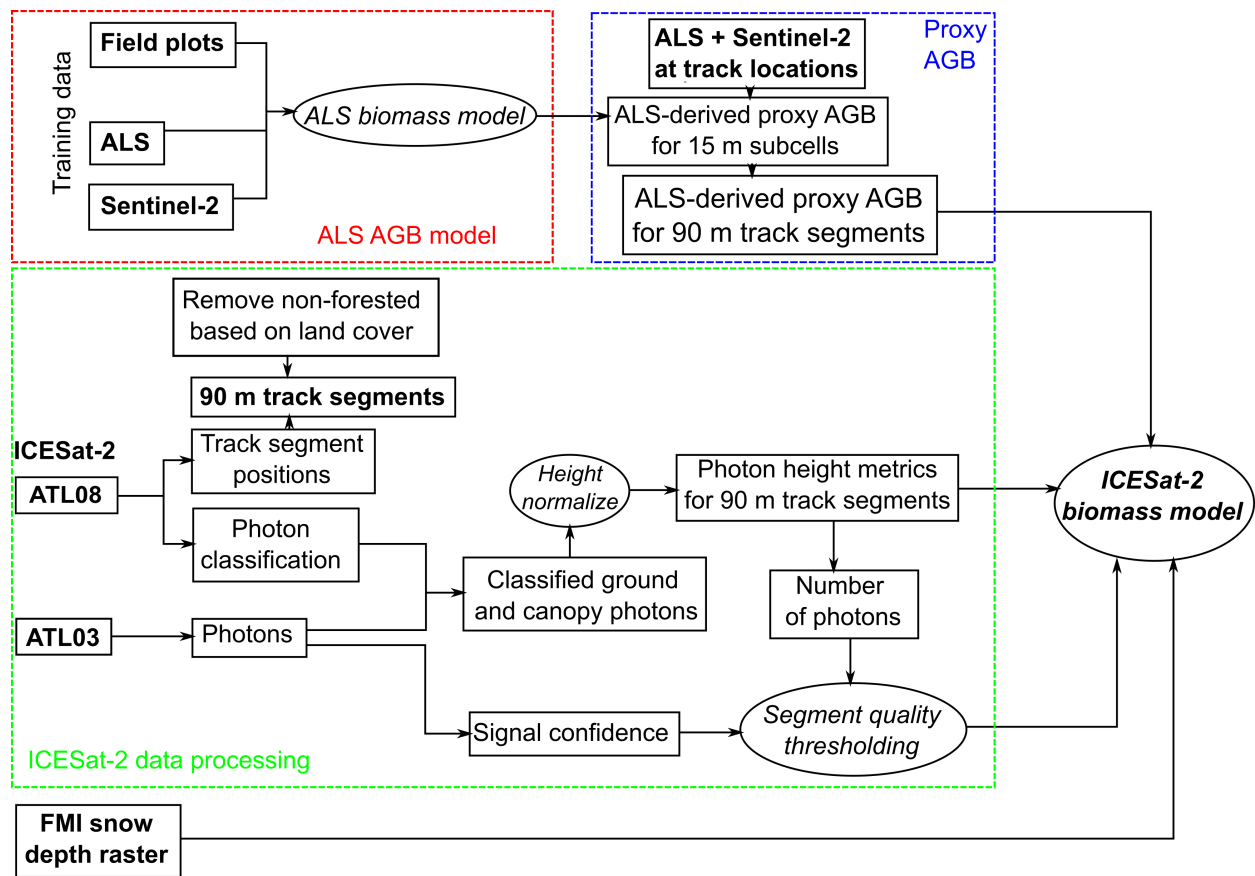 Training data
Field plots
ALS
Sentinel-2
ALS biomass model
ALS AGB model
ALS + Sentinel-2
at track locations
Proxy
AGB
ALS-derived proxy AGB
for 15 m subcells
ALS-derived proxy AGB
for 90 m track segments
Remove non-forested
based on land cover
90 m track segments
ICESat-2
ATL08
Track segment
positions
Photon
classification
ATL03
Photons
Classified ground
and canopy photons
Height
normalize
Photon height metrics
for 90 m track segments
Number
of photons
Signal confidence
Segment quality
thresholding
ICESat-2
biomass model
ICESat-2 data processing
FMI snow
depth raster